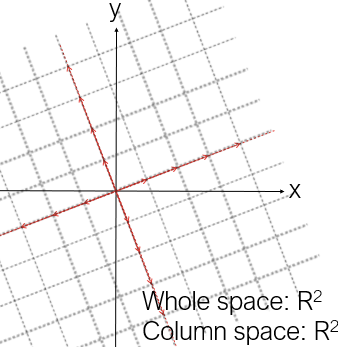 y
x
Whole space: R²
Column space: R²